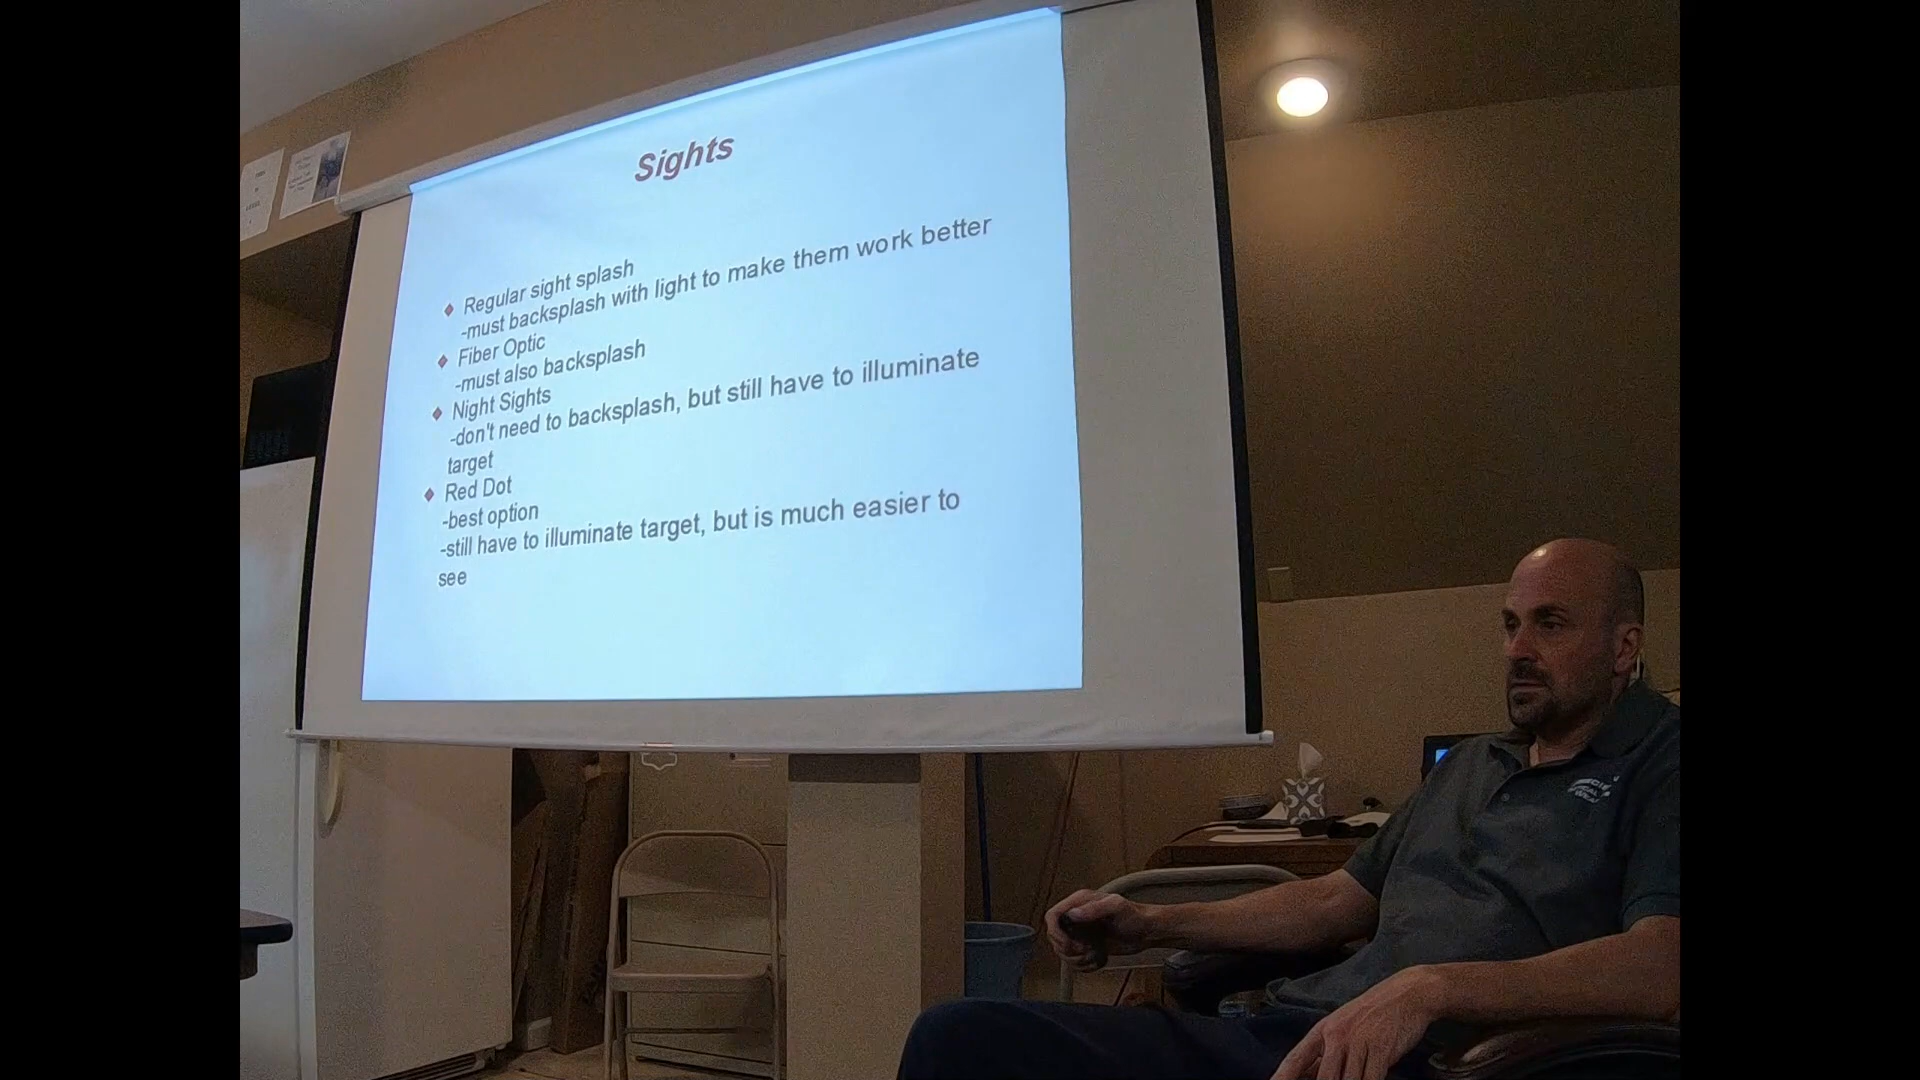 Sights
Regular sight splash
-must backsplash with light to make them work better
Fiber Optic
-must also backsplash
Night Sights
-don't need to backsplash, but still have to illuminate
target
Red Dot
-best option
-still have to illuminate target, but is much easier to
see